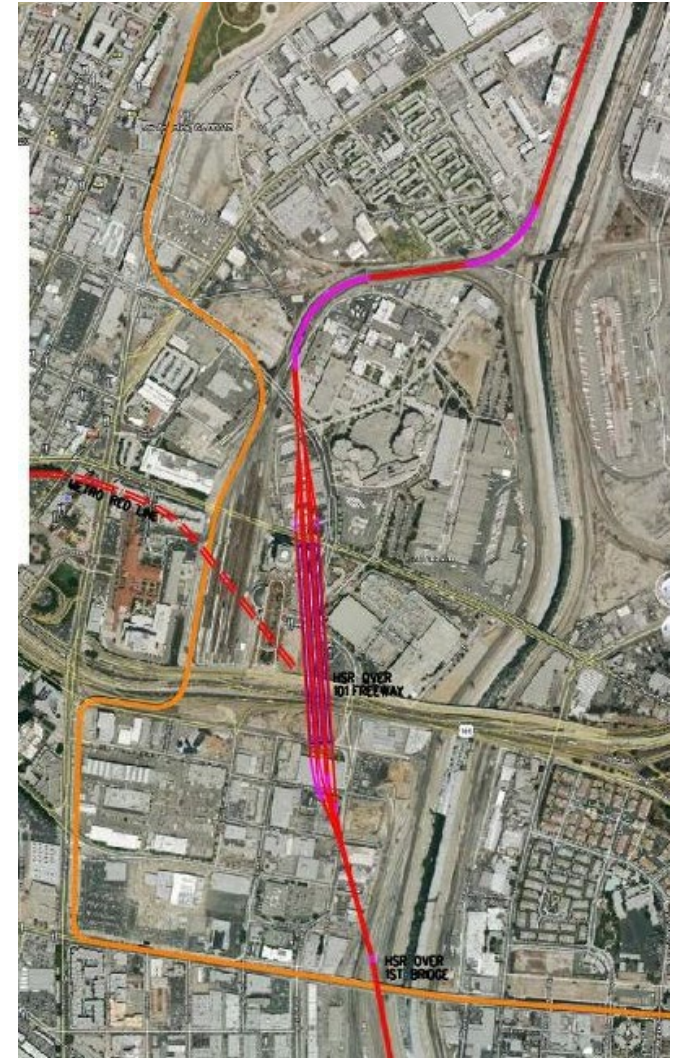 METRO RED LINE
HSR OVER
101 FREEWAY
101
HSR OVER
1ST BRIDGE